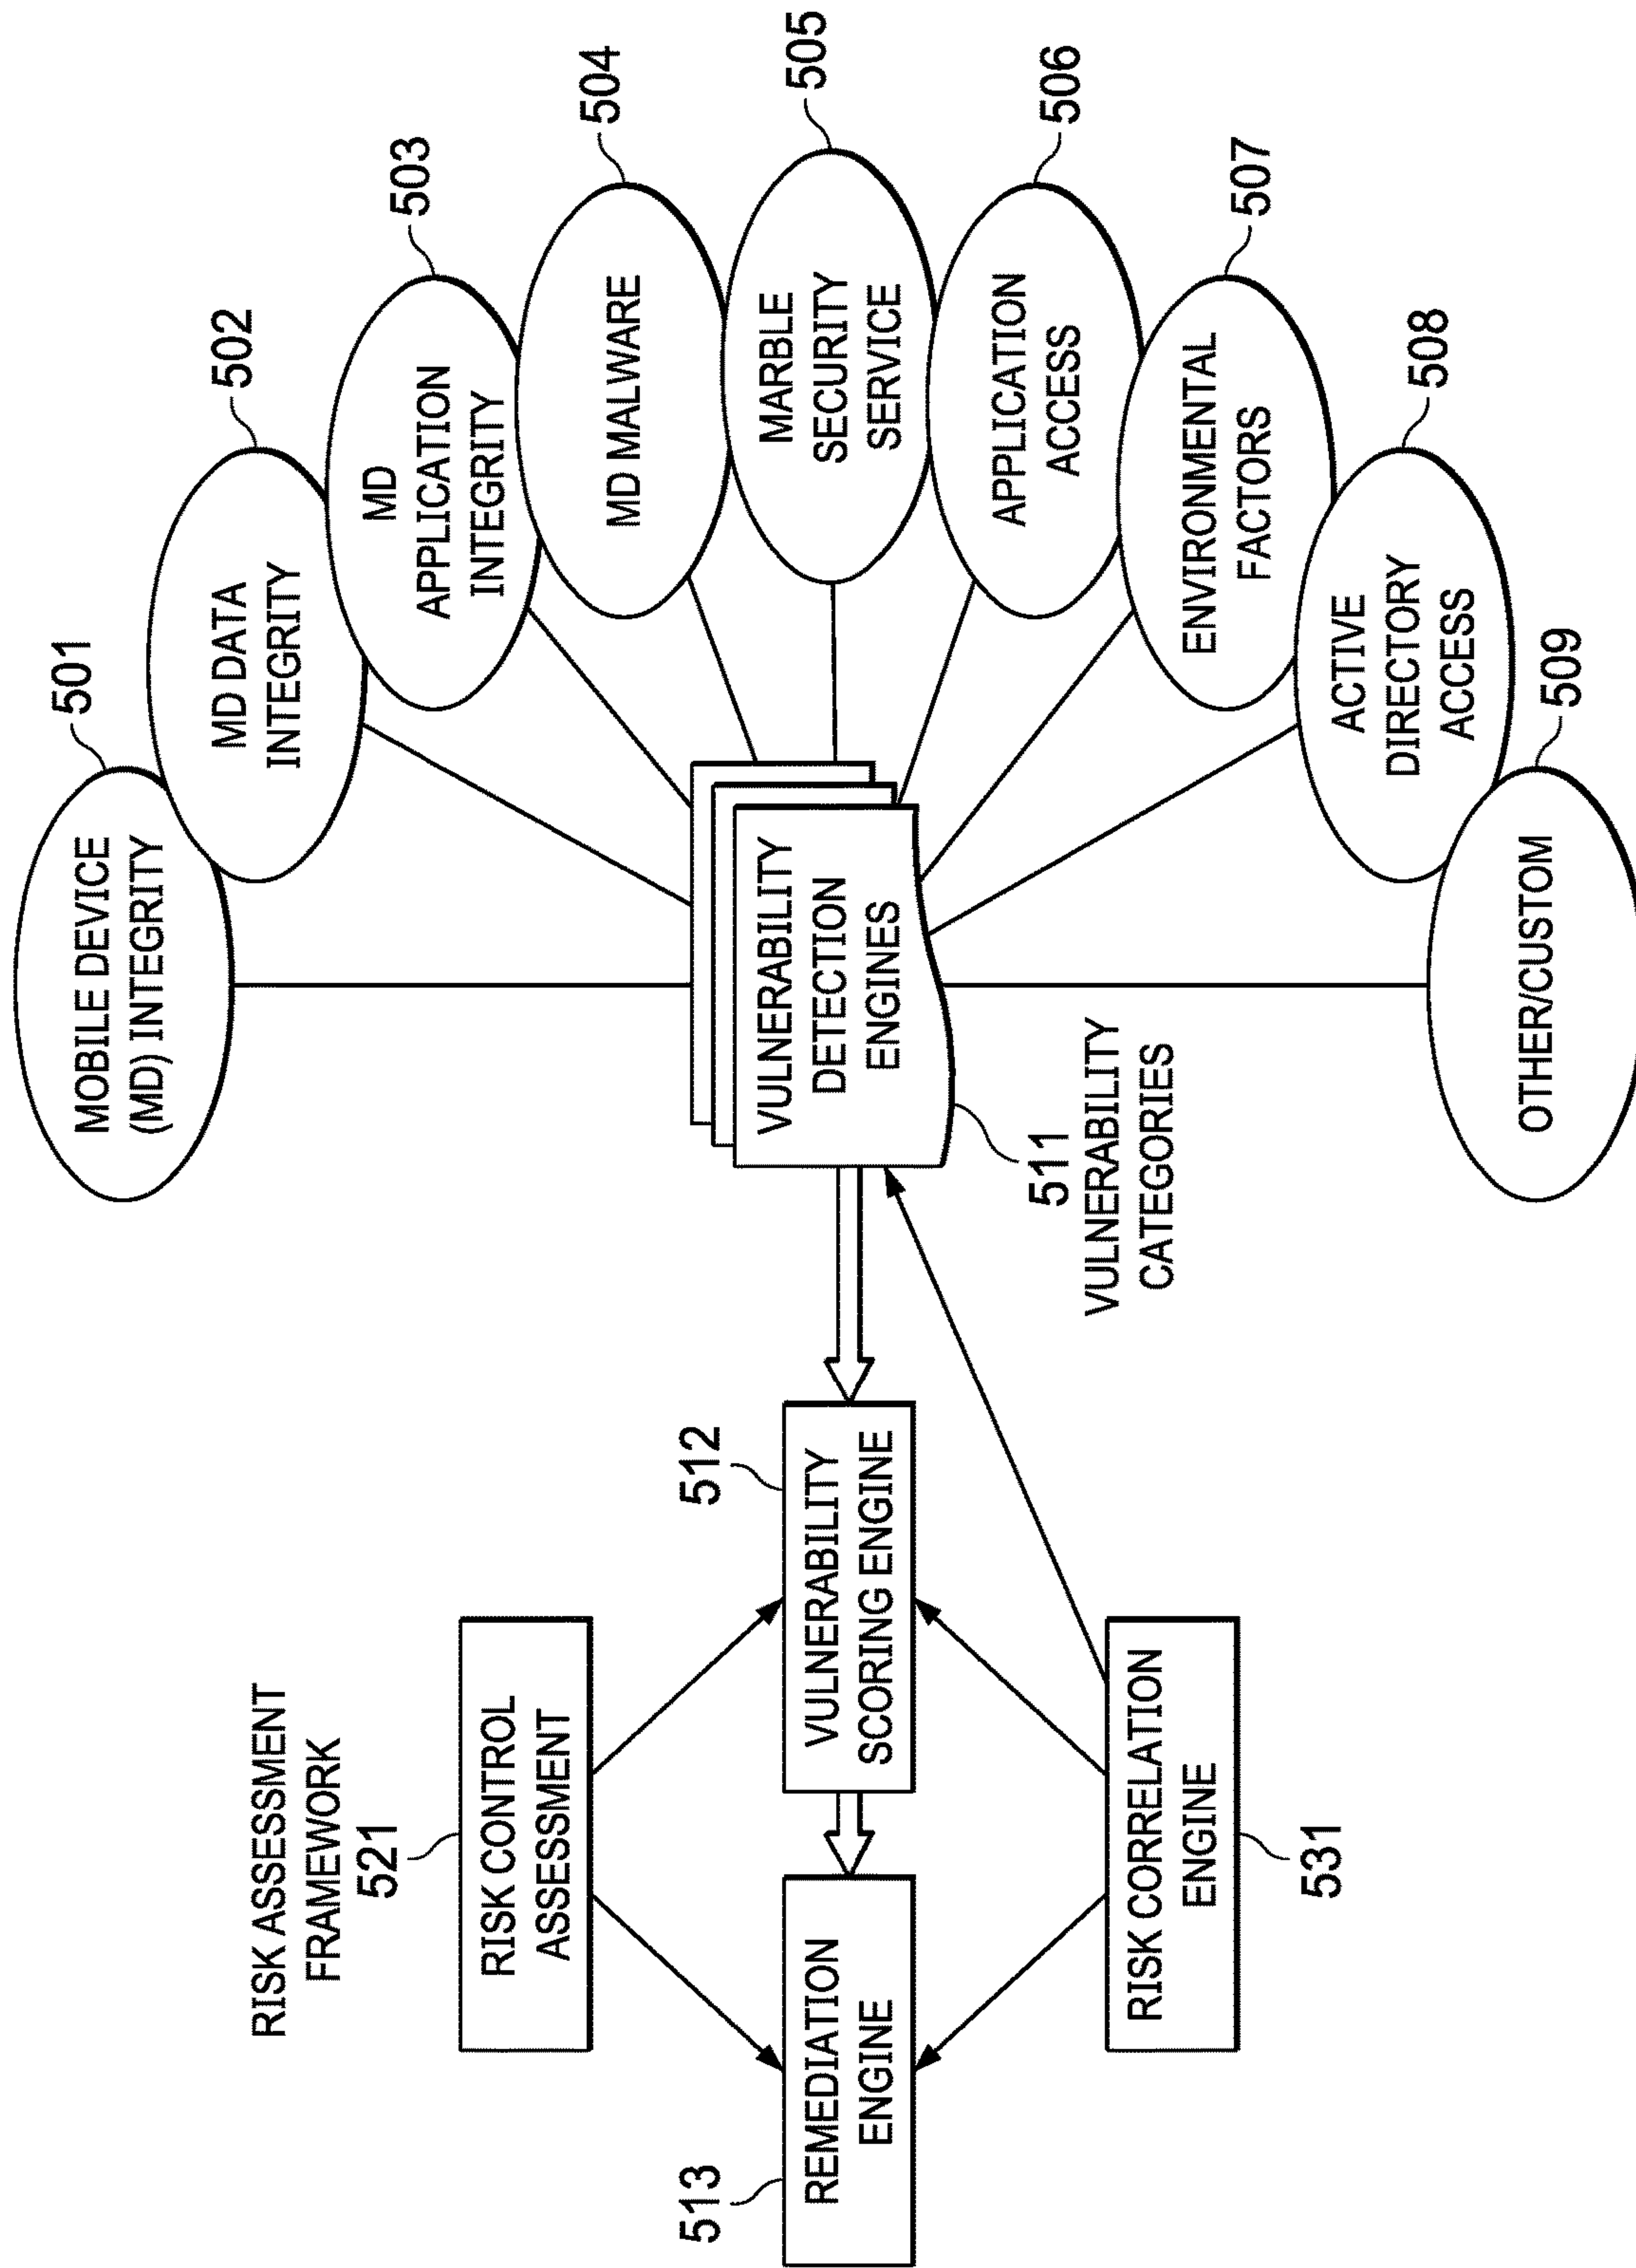 RISK ASSESSMENT
FRAMEWORK
521
RISK CONTROL
ASSESSMENT
513
REMEDIATION
ENGINE
512
VULNERABILITY
SCORING ENGINE
RISK CORRELATION
ENGINE
531
VULNERABILITY
DETECTION
ENGINES
511
VULNERABILITY
CATEGORIES
501
MOBILE DEVICE
(MD) INTEGRITY
502
MD DATA
INTEGRITY
503
MD
APPLICATION
INTEGRITY
504
MD MALWARE
505
MARBLE
SECURITY
SERVICE
506
APPLICATION
ACCESS
507
ENVIRONMENTAL
FACTORS
508
ACTIVE
DIRECTORY
ACCESS
509
OTHER/CUSTOM